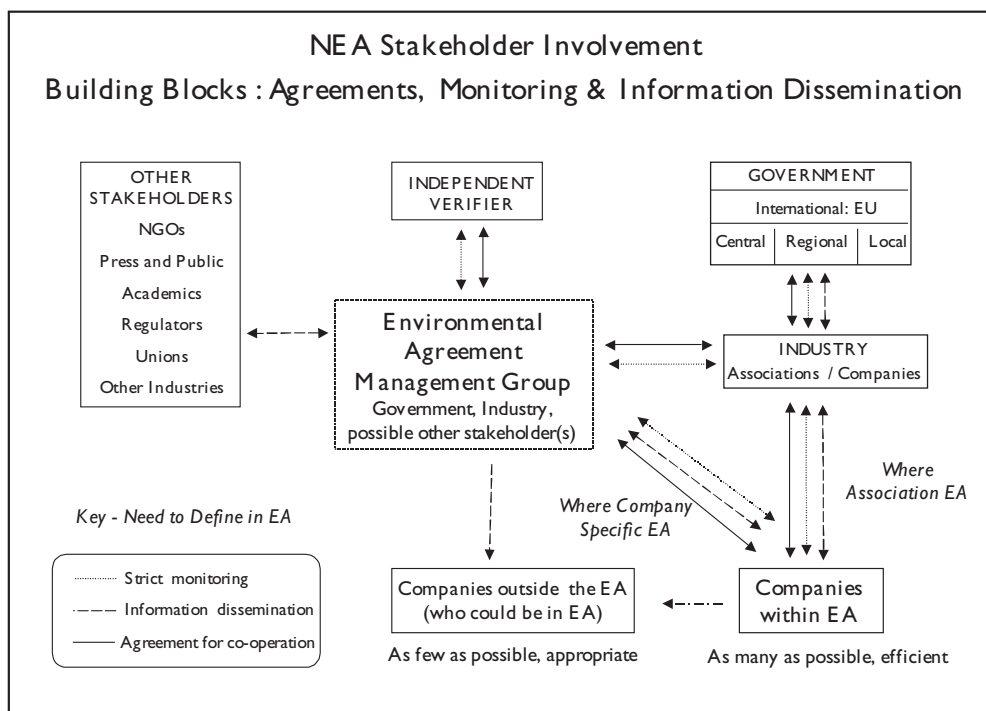 NEA Stakeholder Involvement
Building Blocks : Agreements, Monitoring & Information Dissemination
OTHER
STAKEHOLDERS
NGOs
Press and Public
Academics
Regulators
Unions
Other Industries
INDEPENDENT
VERIFIER
GOVERNMENT
International: EU
Central Regional Local
Environmental
Agreement
Management Group
Government, Industry,
possible other stakeholder(s)
INDUSTRY
Associations / Companies
Where Company
Specific EA
Where
Association EA
Key - Need to Define in EA
Strict monitoring
Information dissemination
Agreement for co-operation
Companies outside the EA
(who could be in EA)
As few as possible, appropriate
Companies
within EA
As many as possible, efficient